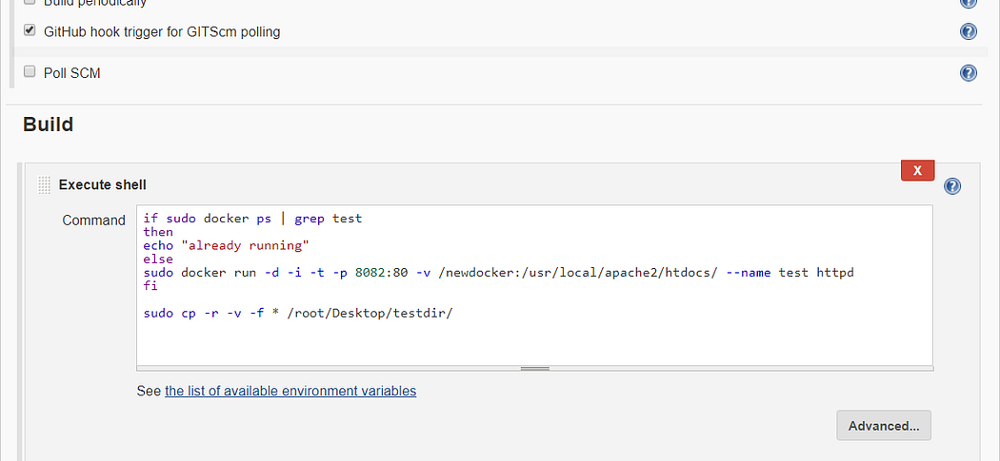 Build periodically
GitHub hook trigger for GITScm polling
Poll SCM
Build
X
Execute shell
Command
if sudo docker ps | grep test
then
echo "already running"
else
sudo docker run -d -i -t -p 8082:80 -v /newdocker:/usr/local/apache2/htdocs/ --name test httpd
fi
sudo cp -r -v -f * /root/Desktop/testdir/
See the list of available environment variables
Advanced...